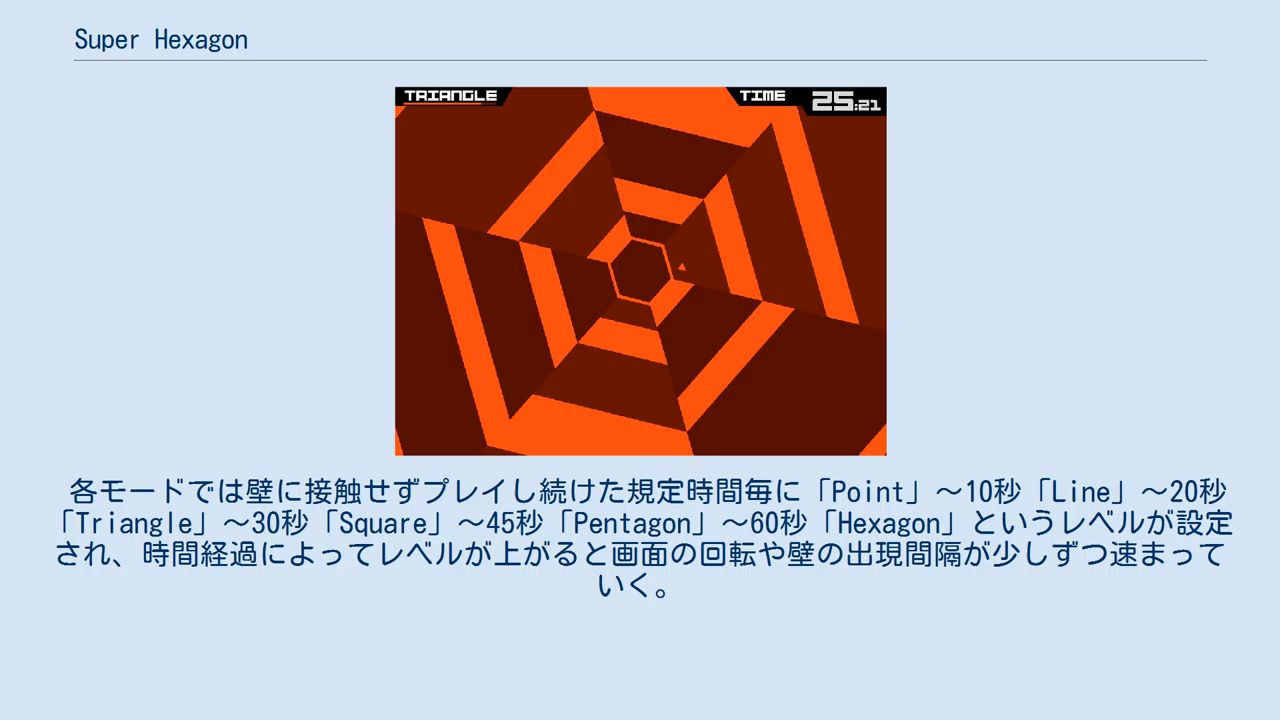 Super Hexagon
TRIANGLE
TIME 25:21
各モードでは壁に接触せずプレイし続けた規定時間毎に「Point」～10秒「Line」～20秒
「Triangle」～30秒「Square」～45秒「Pentagon」～60秒「Hexagon」というレベルが設定
され、時間経過によってレベルが上がると画面の回転や壁の出現間隔が少しずつ速まって
いく。